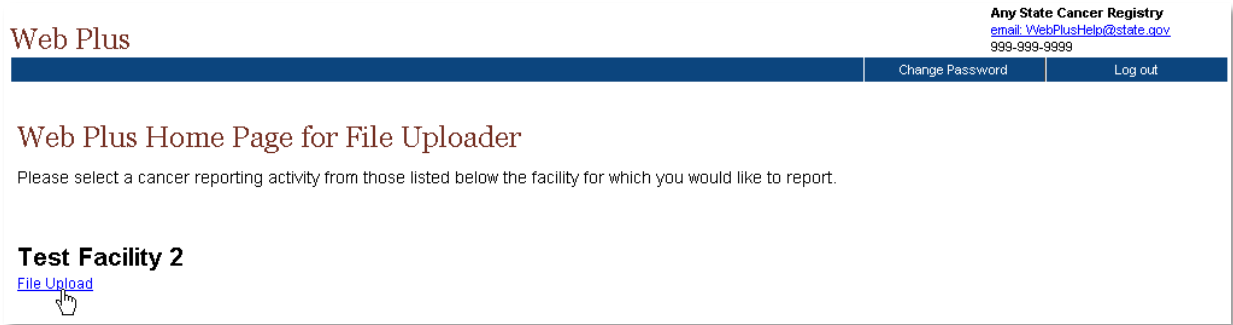 Any State Cancer Registry
Web Plus
email: WebPlusHelp@state.gov
999-999-9999
Change Password
Log out
Web Plus Home Page for File Uploader
Please select a cancer reporting activity from those listed below the facility for which you would like to report.
Test Facility 2
File Upload